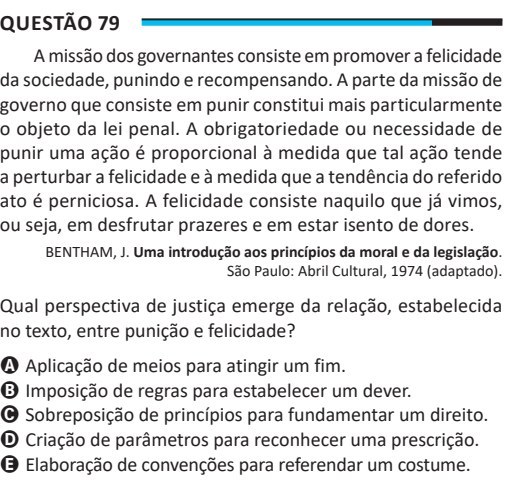 QUESTÃO 79
A missão dos governantes consiste em promover a felicidade
da sociedade, punindo e recompensando. A parte da missão de
governo que consiste em punir constitui mais particularmente
o objeto da lei penal. A obrigatoriedade ou necessidade de
punir uma ação é proporcional à medida que tal ação tende
a perturbar a felicidade e à medida que a tendência do referido
ato é perniciosa. A felicidade consiste naquilo que já vimos,
ou seja, em desfrutar prazeres e em estar isento de dores.
BENTHAM, J. Uma introdução aos princípios da moral e da legislação.
São Paulo: Abril Cultural, 1974 (adaptado).
Qual perspectiva de justiça emerge da relação, estabelecida
no texto, entre punição e felicidade?
A Aplicação de meios para atingir um fim.
B Imposição de regras para estabelecer um dever.
C Sobreposição de princípios para fundamentar um direito.
D Criação de parâmetros para reconhecer uma prescrição.
E Elaboração de convenções para referendar um costume.